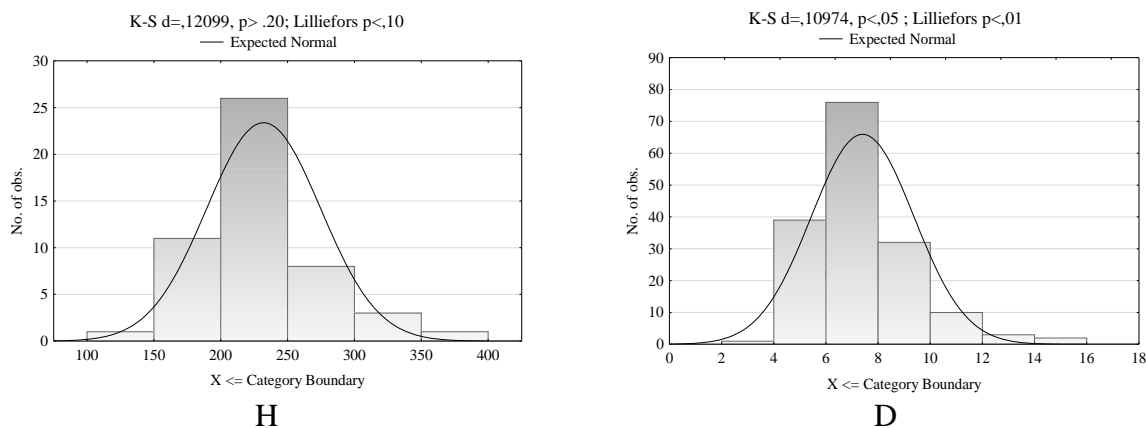 K-S d=,12099, p> .20; Lilliefors p<,10
Expected Normal
30
25
20
15
10
5
0
No. of obs.
100 150 200 250 300 350 400
X <= Category Boundary
H
K-S d=,10974, p<,05 ; Lilliefors p<,01
Expected Normal
90
80
70
60
50
40
30
20
10
0
No. of obs.
0 2 4 6 8 10 12 14 16 18
X <= Category Boundary
D